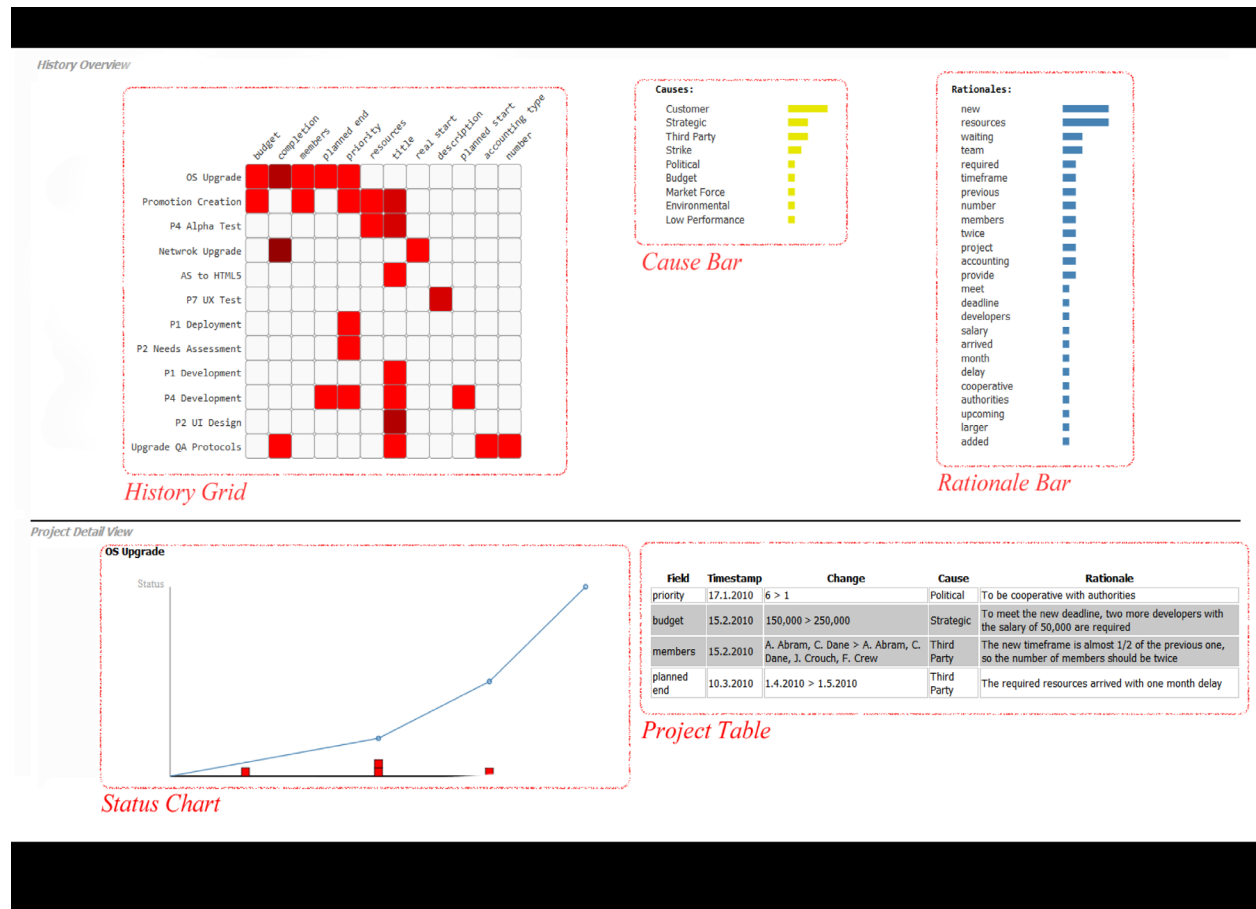 History Overview
budget
completion
members
planned end
priority
resources
title
real start
description
planned start
accounting type
number
OS Upgrade
Promotion Creation
P4 Alpha Test
Netwrok Upgrade
AS to HTML5
P7 UX Test
P1 Deployment
P2 Needs Assessment
P1 Development
P4 Development
P2 UI Design
Upgrade QA Protocols
History Grid
Causes:
Customer
Strategic
Third Party
Strike
Political
Budget
Market Force
Environmental
Low Performance
Cause Bar
Rationales:
new
resources
waiting
team
required
timeframe
previous
number
members
twice
project
accounting
provide
meet
deadline
developers
salary
arrived
month
delay
cooperative
authorities
upcoming
larger
added
Rationale Bar
Project Detail View
OS Upgrade
Status
Status Chart
Field Timestamp Change Cause Rationale
priority 17.1.2010 6 > 1 Political To be cooperative with authorities
budget 15.2.2010 150,000 > 250,000 Strategic To meet the new deadline, two more developers with
the salary of 50,000 are required
members 15.2.2010 A. Abram, C. Dane > A. Abram, C. Third The new timeframe is almost 1/2 of the previous one,
Dane, J. Crouch, F. Crew Party so the number of members should be twice
planned Third
end 10.3.2010 1.4.2010 > 1.5.2010 Party The required resources arrived with one month delay
Project Table